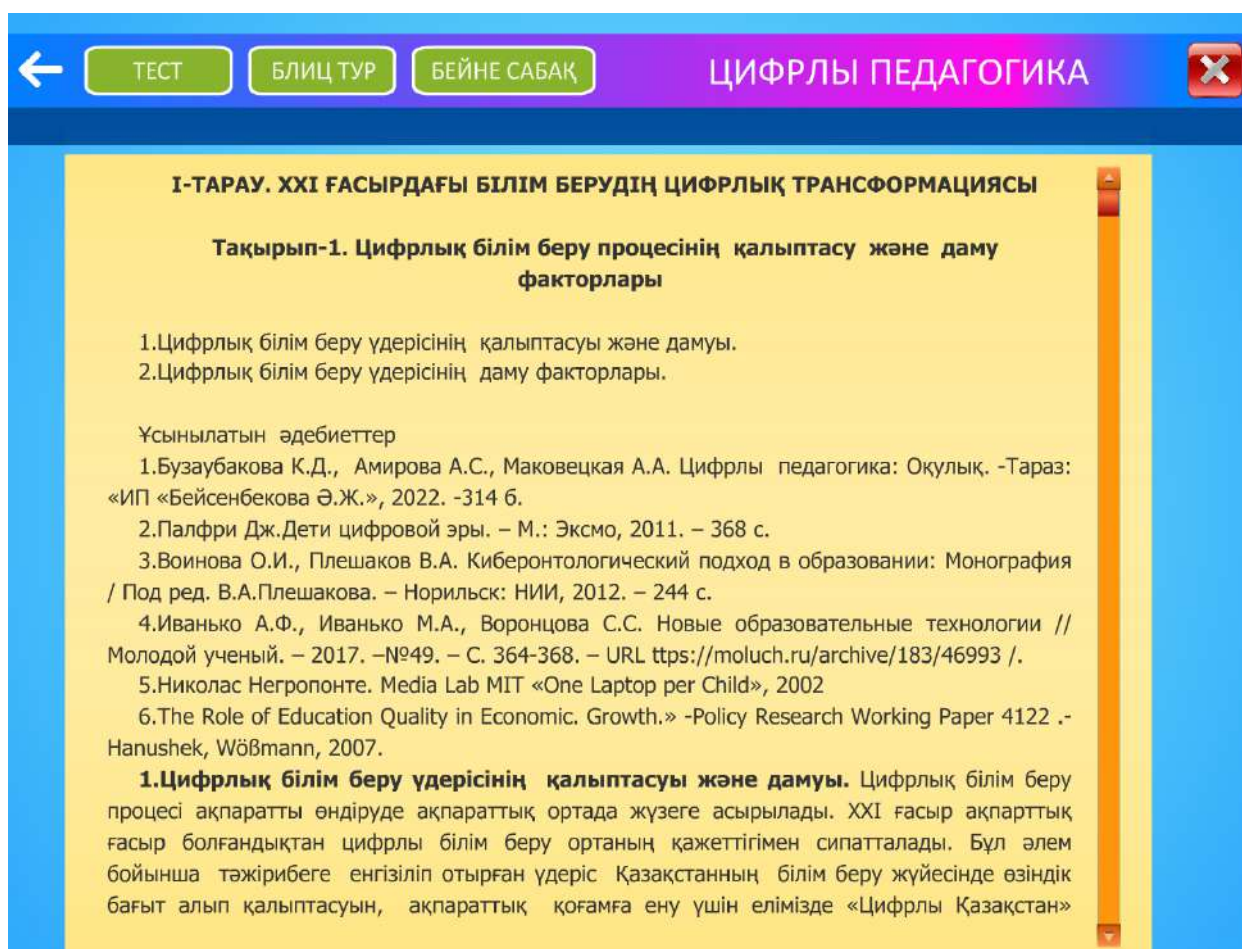 ТЕСТ БЛИЦ ТУР БЕЙНЕ САБАҚ ЦИФРЛЫ ПЕДАГОГИКА
І-ТАРАУ. ХХІ ҒАСЫРДАҒЫ БІЛІМ БЕРУДІҢ ЦИФРЛЫҚ ТРАНСФОРМАЦИЯСЫ
Тақырып-1. Цифрлық білім беру процесінің қалыптасу және даму
факторлары
1.Цифрлық білім беру үдерісінің қалыптасуы және дамуы.
2.Цифрлық білім беру үдерісінің даму факторлары.
Ұсынылатын әдебиеттер
1.Бузаубакова К.Д., Амирова А.С., Маковецкая А.А. Цифрлы педагогика: Оқулық. -Тараз:
«ИП «Бейсенбекова Ә.Ж.», 2022. -314 б.
2.Палфри Дж.Дети цифровой эры. – М.: Эксмо, 2011. – 368 с.
3.Воинова О.И., Плешаков В.А. Киберонтологический подход в образовании: Монография
/ Под ред. В.А.Плешакова. – Норильск: НИИ, 2012. – 244 с.
4.Иванько А.Ф., Иванько М.А., Воронцова С.С. Новые образовательные технологии //
Молодой ученый. – 2017. –№49. – С. 364-368. – URL ttps://moluch.ru/archive/183/46993 /.
5.Николас Негропонте. Media Lab MIT «One Laptop per Child», 2002
6.The Role of Education Quality in Economic. Growth.» -Policy Research Working Paper 4122 .-
Hanushek, Wößmann, 2007.
1.Цифрлық білім беру үдерісінің қалыптасуы және дамуы. Цифрлық білім беру
процесі ақпаратты өндіруде ақпараттық ортада жүзеге асырылады. ХХІ ғасыр ақпарттық
ғасыр болғандықтан цифрлы білім беру ортаның қажеттігімен сипатталады. Бұл әлем
бойынша тәжірибеге енгізіліп отырған үдеріс Қазақстанның білім беру жүйесінде өзіндік
бағыт алып қалыптасуын, ақпараттық қоғамға ену үшін елімізде «Цифрлы Қазақстан»